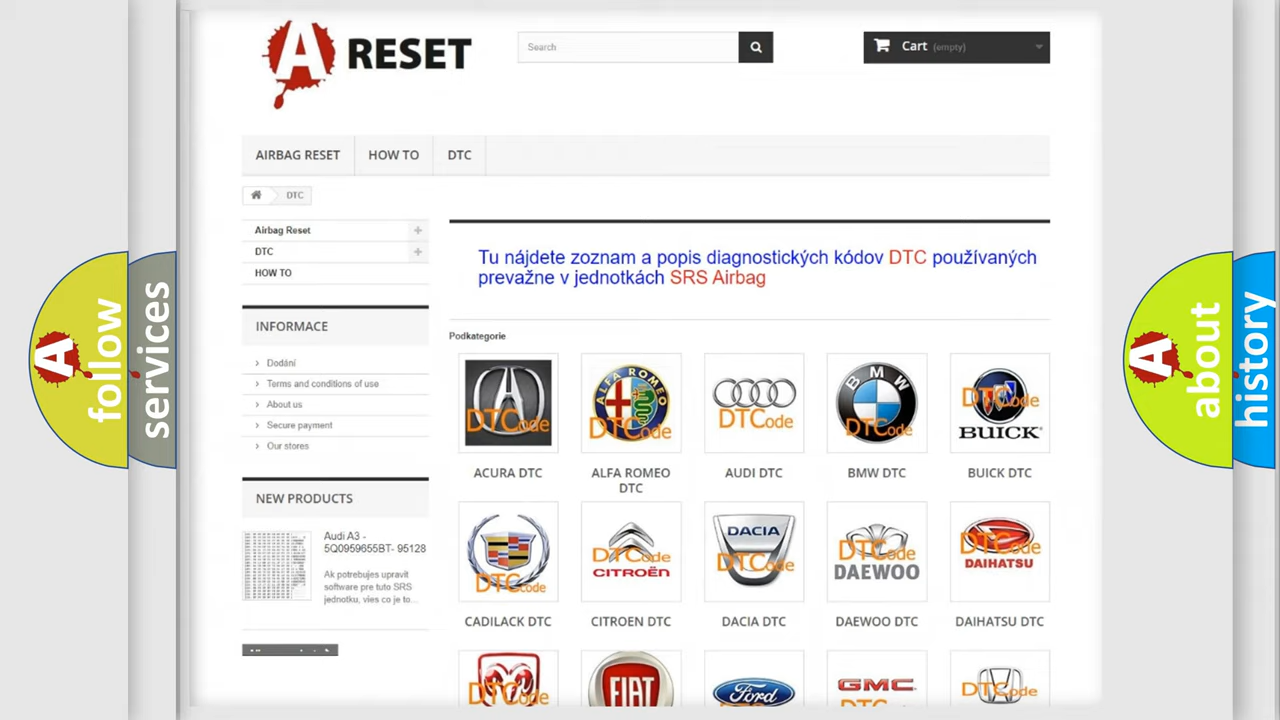 A RESET
Search
Cart (empty)
AIRBAG RESET
HOW TO
DTC
DTC
Airbag Reset
DTC
HOW TO
Tu nájdete zoznam a popis diagnostických kódov DTC používaných
prevažne v jednotkách SRS Airbag
INFORMACE
Dodání
Terms and conditions of use
About us
Secure payment
Our stores
NEW PRODUCTS
Audi A3 -
5Q0959655BT- 95128
Ak potrebujes upravit
software pre tuto SRS
jednotku, vies co je to...
Podkategorie
DTCode
ALFA ROMEO
DTCode
DTCode
BMW
DTCode
DTCode
BUICK
ACURA DTC
ALFA ROMEO
DTC
AUDI DTC
BMW DTC
BUICK DTC
DTCode
DTCode
CITROËN
DACIA
DTCode
DTCode
DAEWOO
DTCode
DAIHATSU
CADILACK DTC
CITROEN DTC
DACIA DTC
DAEWOO DTC
DAIHATSU DTC
DTCode
FIAT
Ford
GMC
DTCode
A follow
services
A about
history